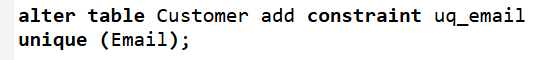 alter table Customer add constraint uq_email
unique (Email);